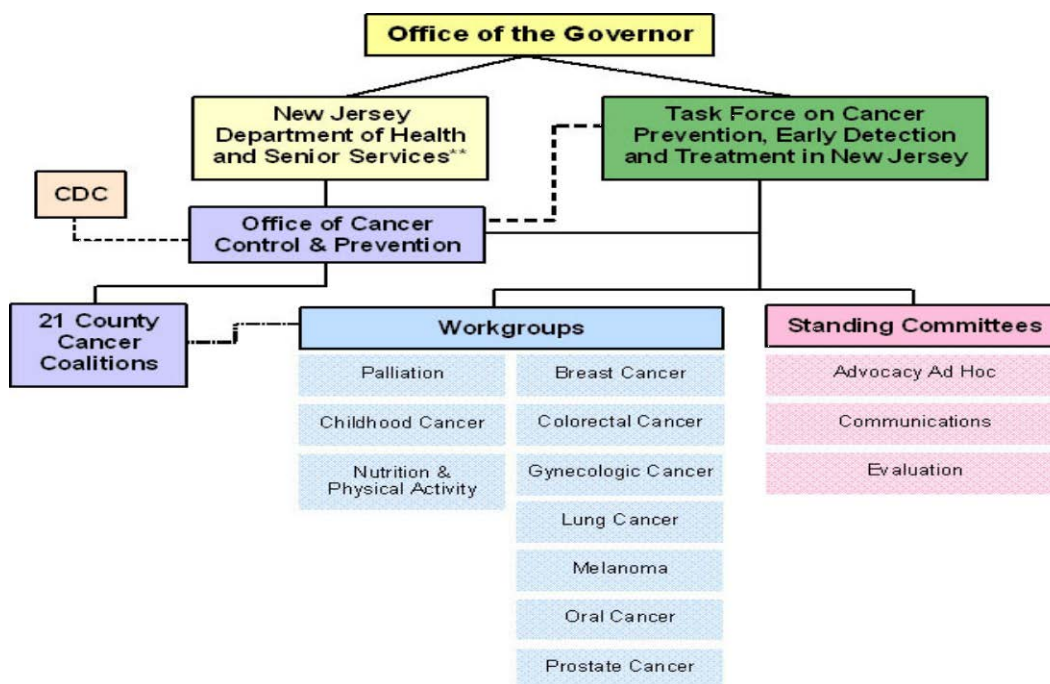 Office of the Governor
New Jersey
Department of Health
and Senior Services**
Task Force on Cancer
Prevention, Early Detection
and Treatment in New Jersey
CDC
Office of Cancer
Control & Prevention
21 County
Cancer
Coalitions
Workgroups
Palliation
Childhood Cancer
Nutrition &
Physical Activity
Breast Cancer
Colorectal Cancer
Gynecologic Cancer
Lung Cancer
Melanoma
Oral Cancer
Prostate Cancer
Standing Committees
Advocacy Ad Hoc
Communications
Evaluation